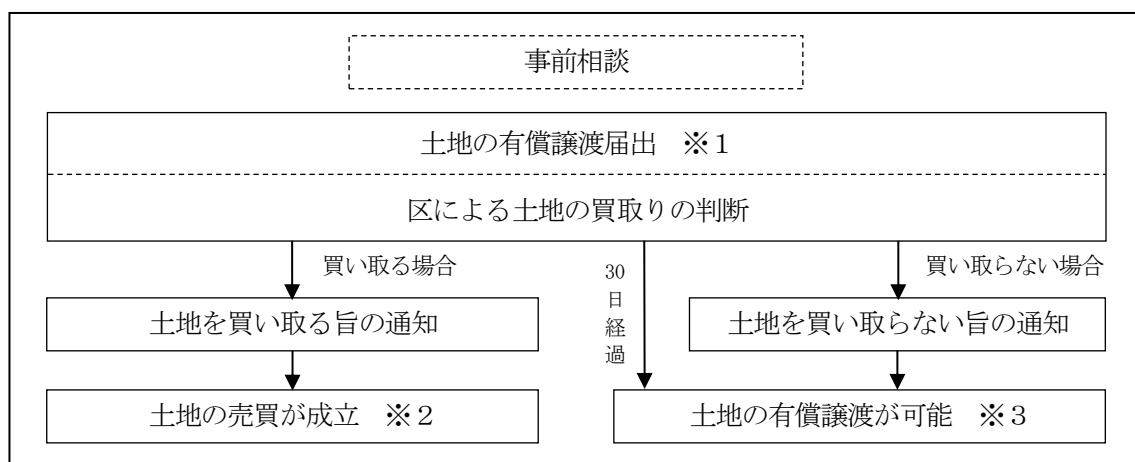 事前相談
土地の有償譲渡届出　※１
区による土地の買取りの判断
買い取る場合
30日経過
買い取らない場合
土地を買い取る旨の通知
土地を買い取らない旨の通知
土地の売買が成立　※２
土地の有償譲渡が可能　※３